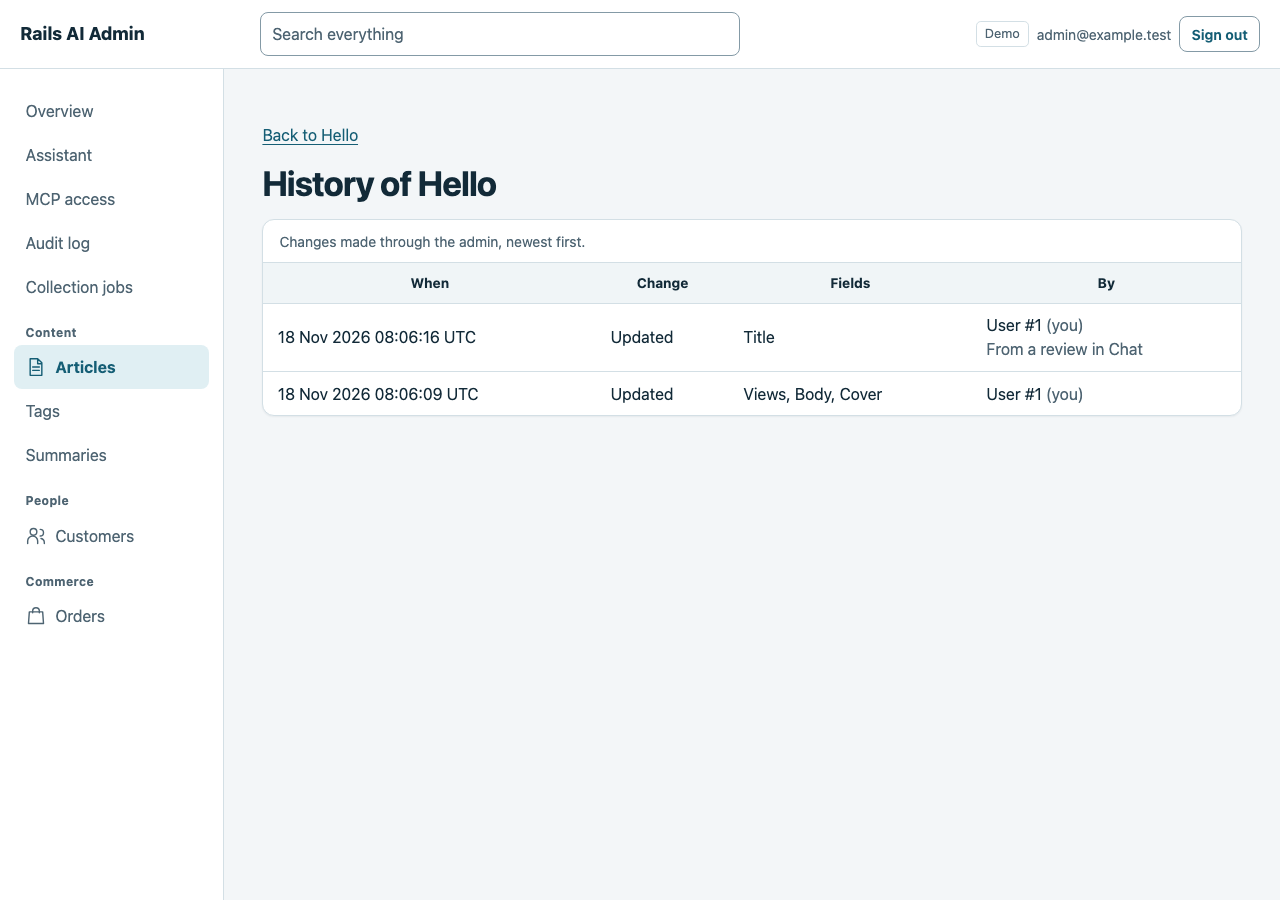 Rails AI Admin
Search everything
Demo
admin@example.test
Sign out
Overview
Assistant
MCP access
Audit log
Collection jobs
Content
Articles
Tags
Summaries
People
Customers
Commerce
Orders
Back to Hello
History of Hello
Changes made through the admin, newest first.
When Change Fields By
18 Nov 2026 08:06:16 UTC Updated Title User #1 (you)
From a review in Chat
18 Nov 2026 08:06:09 UTC Updated Views, Body, Cover User #1 (you)